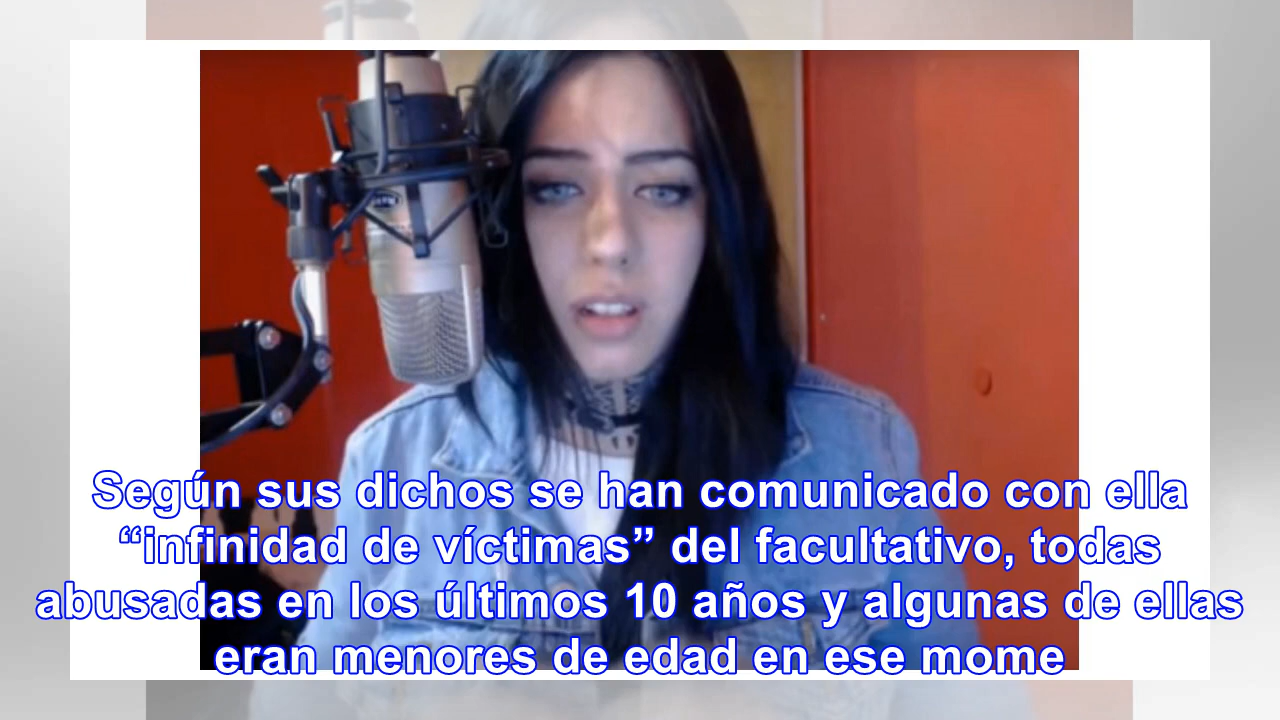 Según sus dichos se han comunicado con ella
“infinidad de víctimas” del facultativo, todas
abusadas en los últimos 10 años y algunas de ellas
eran menores de edad en ese mome